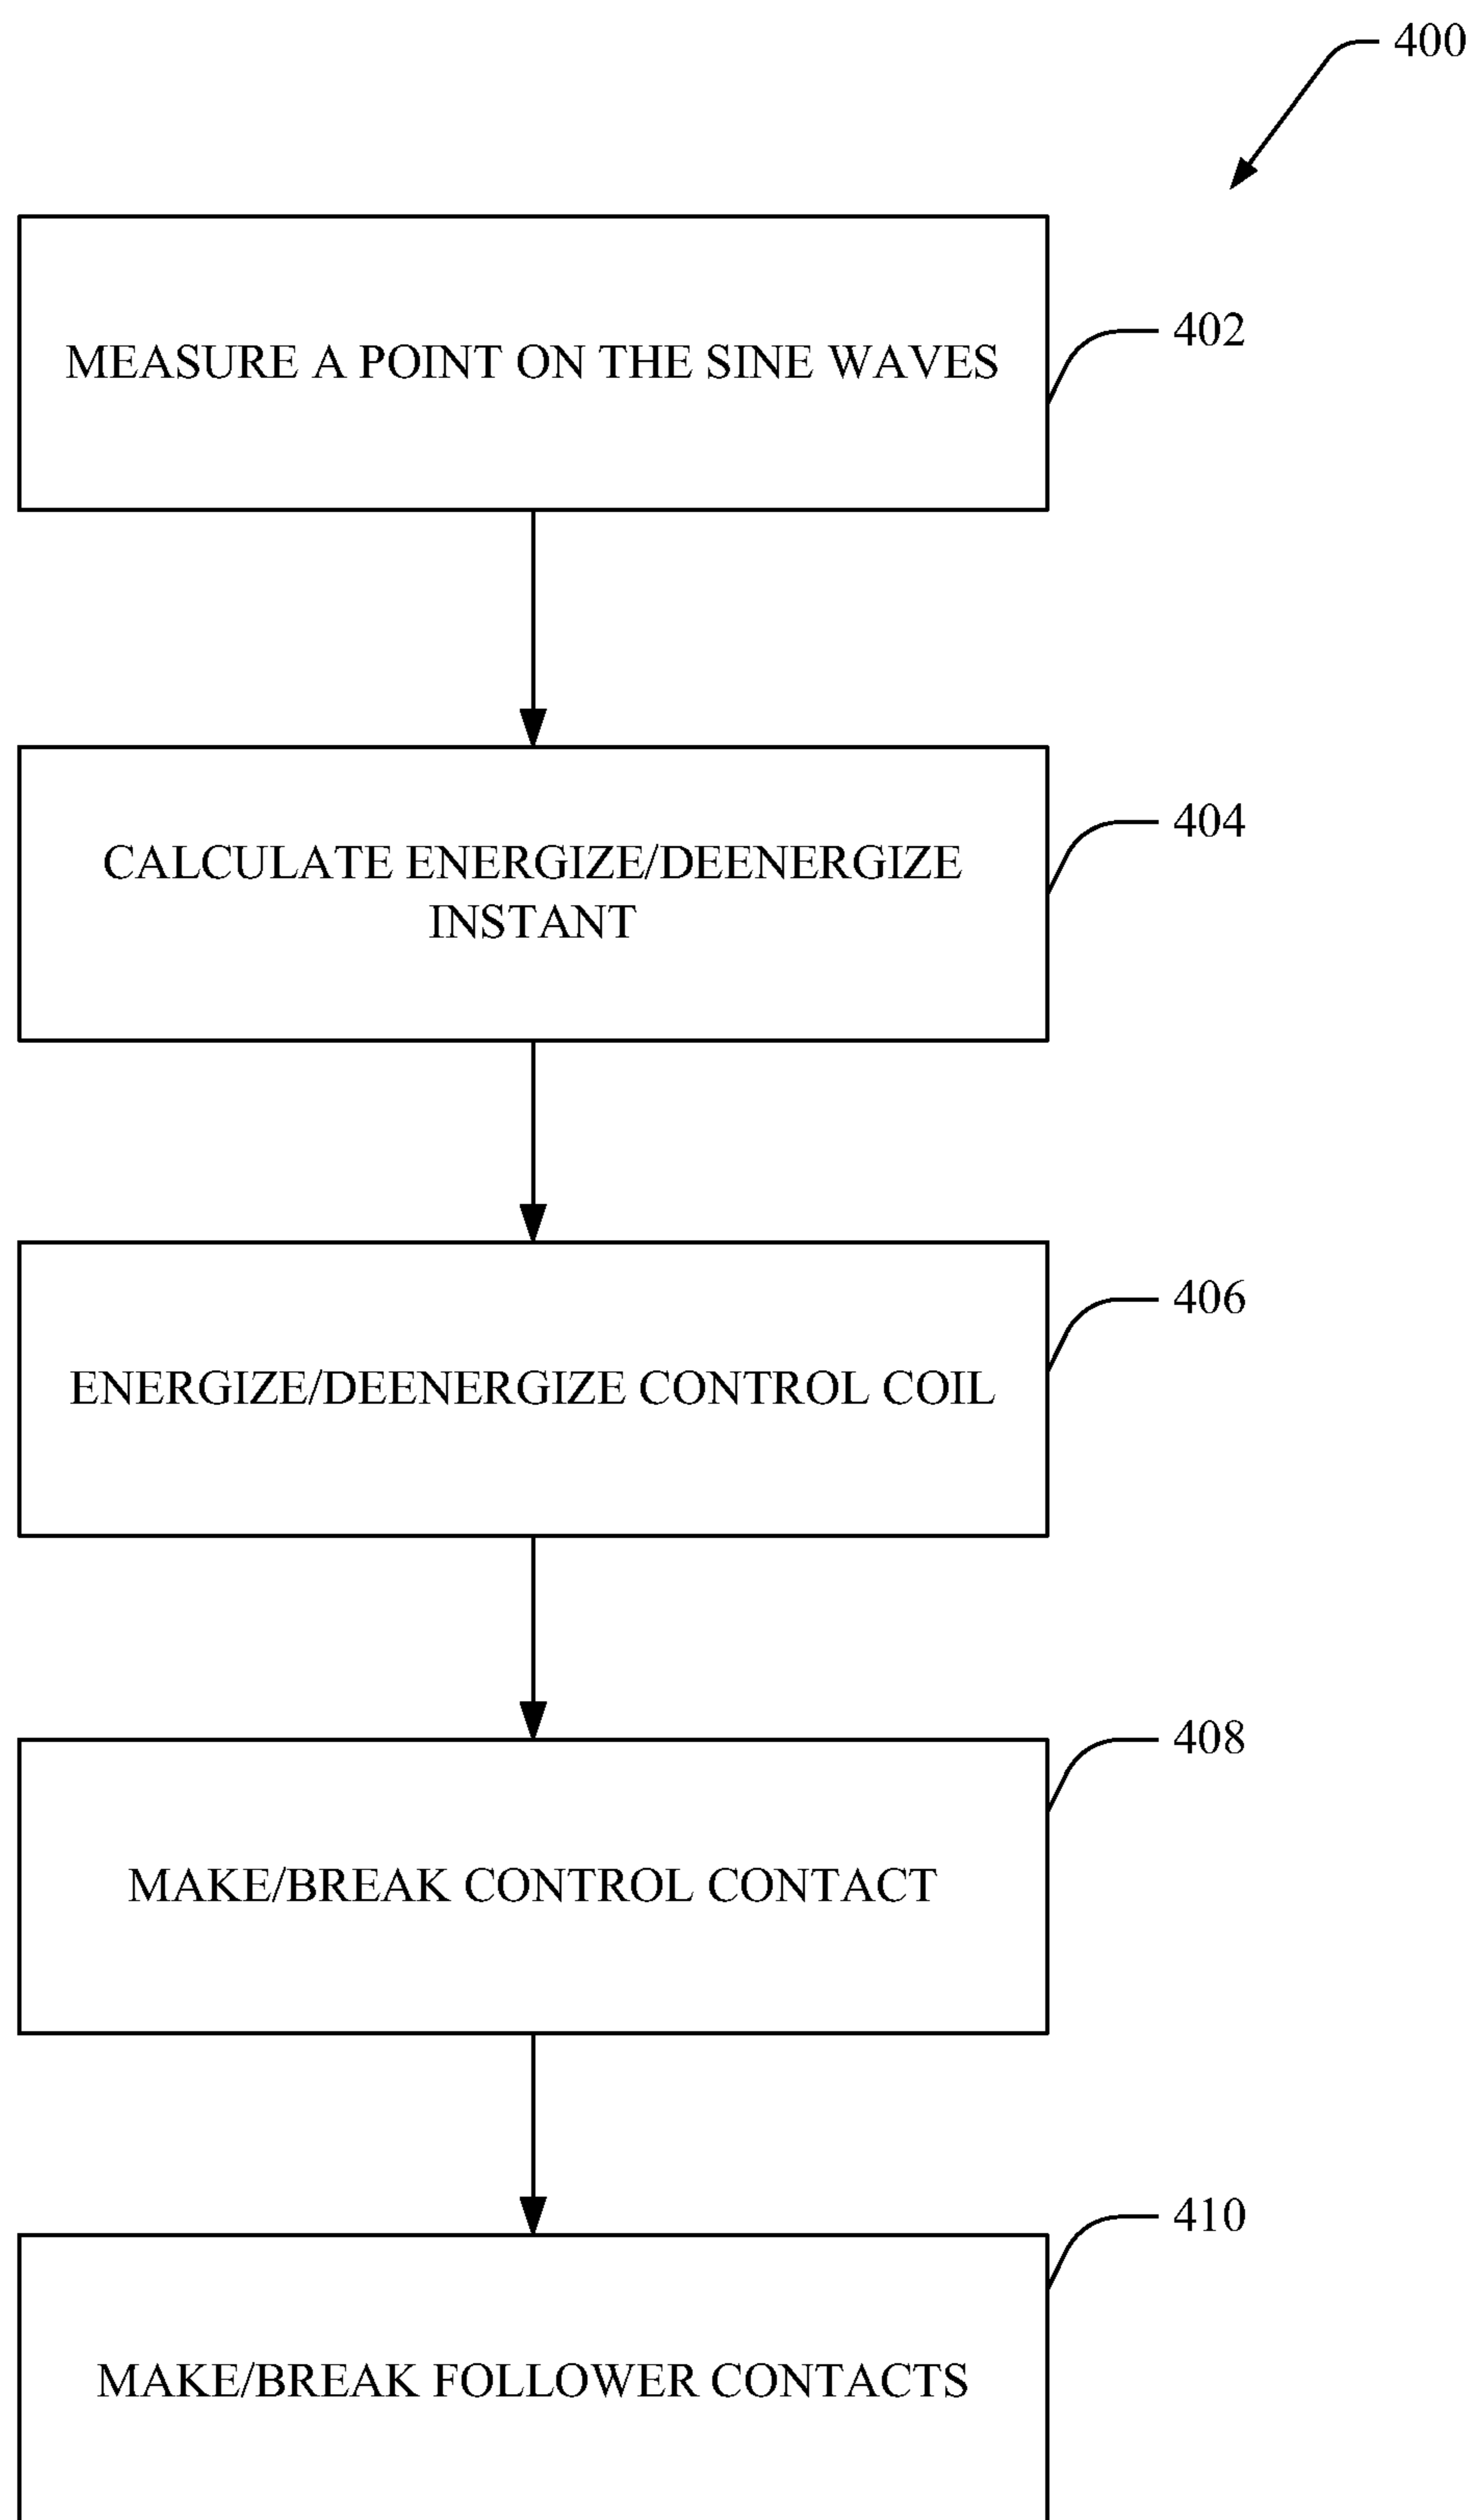 400
MEASURE A POINT ON THE SINE WAVES
402
CALCULATE ENERGIZE/DEENERGIZE
INSTANT
404
ENERGIZE/DEENERGIZE CONTROL COIL
406
MAKE/BREAK CONTROL CONTACT
408
MAKE/BREAK FOLLOWER CONTACTS
410